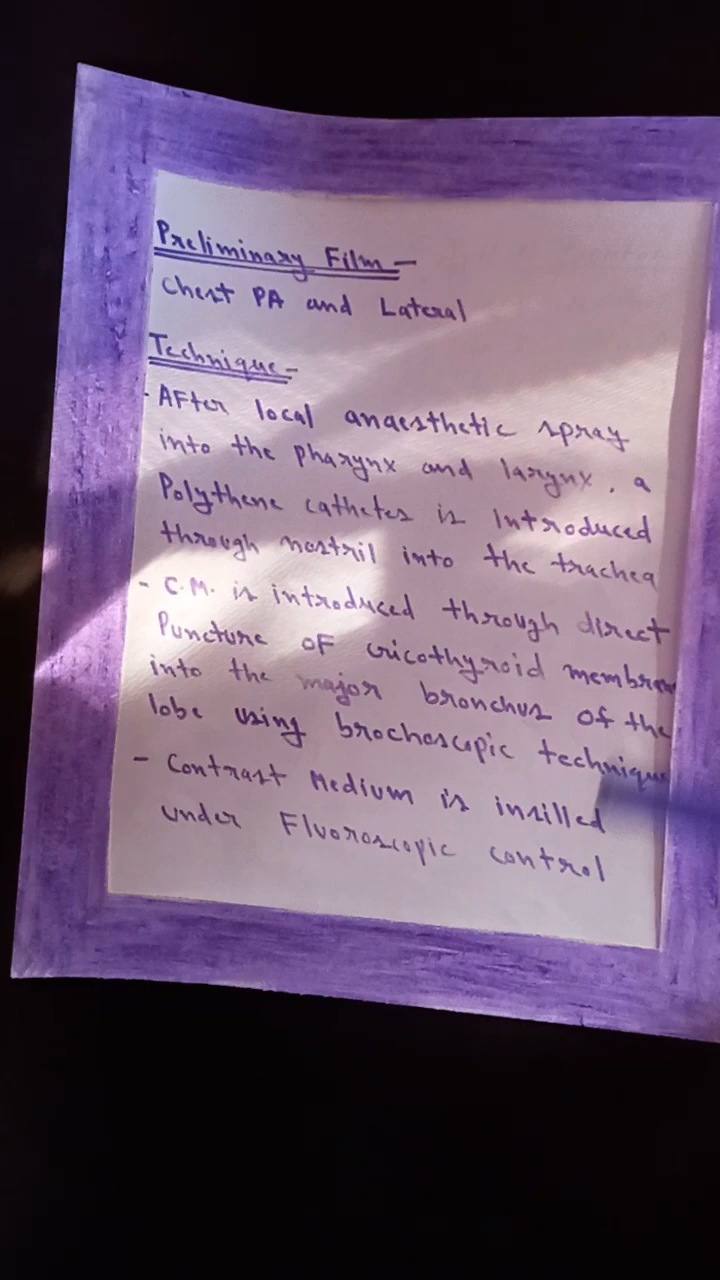 Preliminary Film -
Chest PA and Lateral
Technique -
- AFter local anaesthetic spray
into the pharynx and larynx, a
Polythene catheter is introduced
through nostril into the trachea
- C.M. is introduced through direct
Puncture OF cricothyroid membrane
into the major bronchus of the
lobe using brochoscopic technique
- Contrast Medium is insilled
under Fluoroscopic control